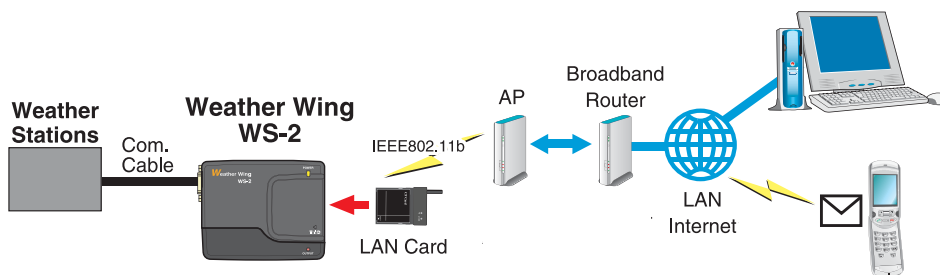 Weather
Stations
Com.
Cable
Weather Wing
WS-2
Weather Wing
WS-2
POWER
IEEE802.11b
LAN Card
AP
Broadband
Router
LAN
Internet